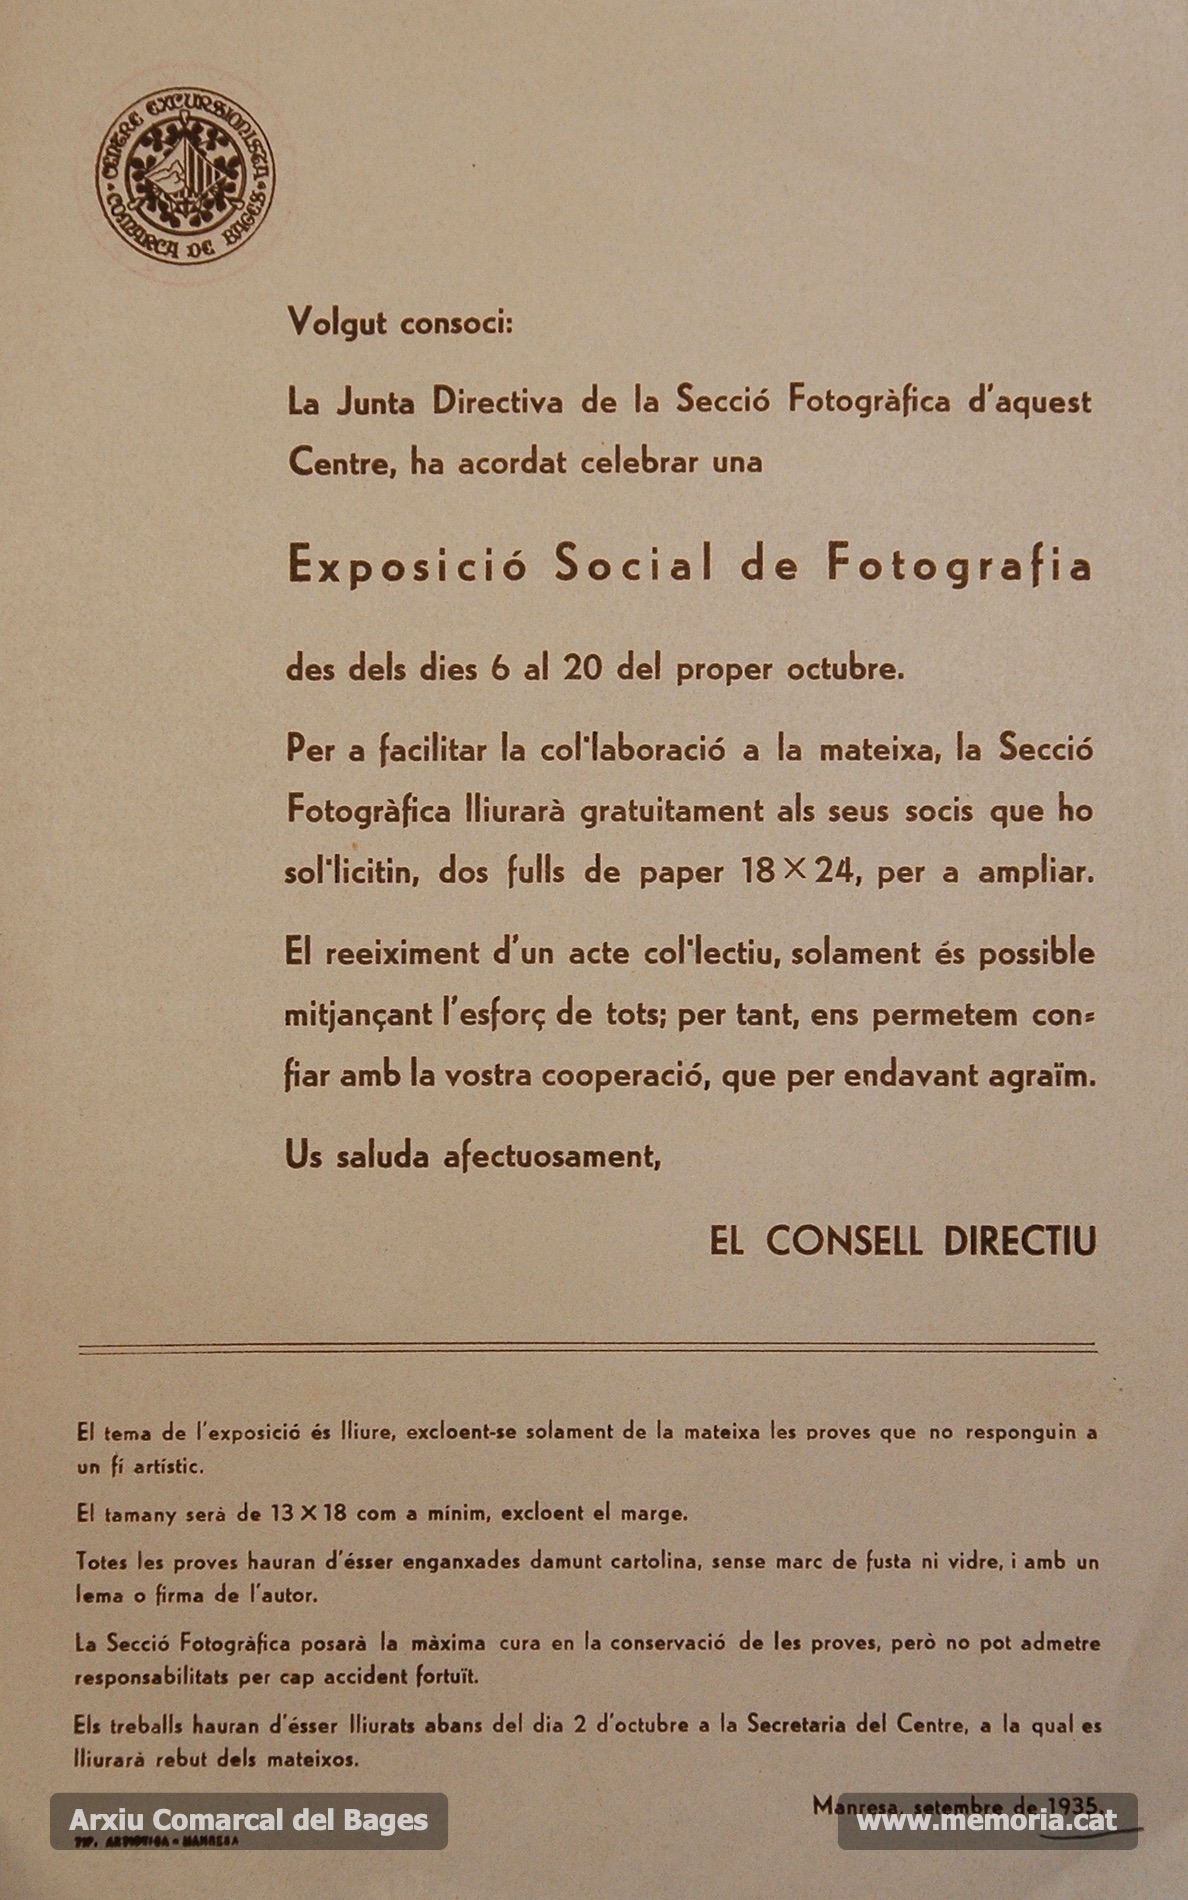 CENTRE EXCURSIONISTA
COMARCA DE BAGES
Volgut consoci:
La Junta Directiva de la Secció Fotogràfica d'aquest
Centre, ha acordat celebrar una
Exposició Social de Fotografia
des dels dies 6 al 20 del proper octubre.
Per a facilitar la col·laboració a la mateixa, la Secció
Fotogràfica lliurarà gratuitament als seus socis que ho
sol·licitin, dos fulls de paper 18 × 24, per a ampliar.
El reeiximent d'un acte col·lectiu, solament és possible
mitjançant l'esforç de tots; per tant, ens permetem con-
fiar amb la vostra cooperació, que per endavant agraïm.
Us saluda afectuosament,
EL CONSELL DIRECTIU
El tema de l'exposició és lliure, excloent-se solament de la mateixa les proves que no responguin a
un fí artístic.
El tamany serà de 13 × 18 com a mínim, excloent el marge.
Totes les proves hauran d'ésser enganxades damunt cartolina, sense marc de fusta ni vidre, i amb un
lema o firma de l'autor.
La Secció Fotogràfica posarà la màxima cura en la conservació de les proves, però no pot admetre
responsabilitats per cap accident fortuït.
Els treballs hauran d'ésser lliurats abans del dia 2 d'octubre a la Secretaria del Centre, a la qual es
lliurarà rebut dels mateixos.
Manresa, setembre de 1935.
Arxiu Comarcal del Bages
www.memoria.cat
TIP. ARTISTICA - MANRESA